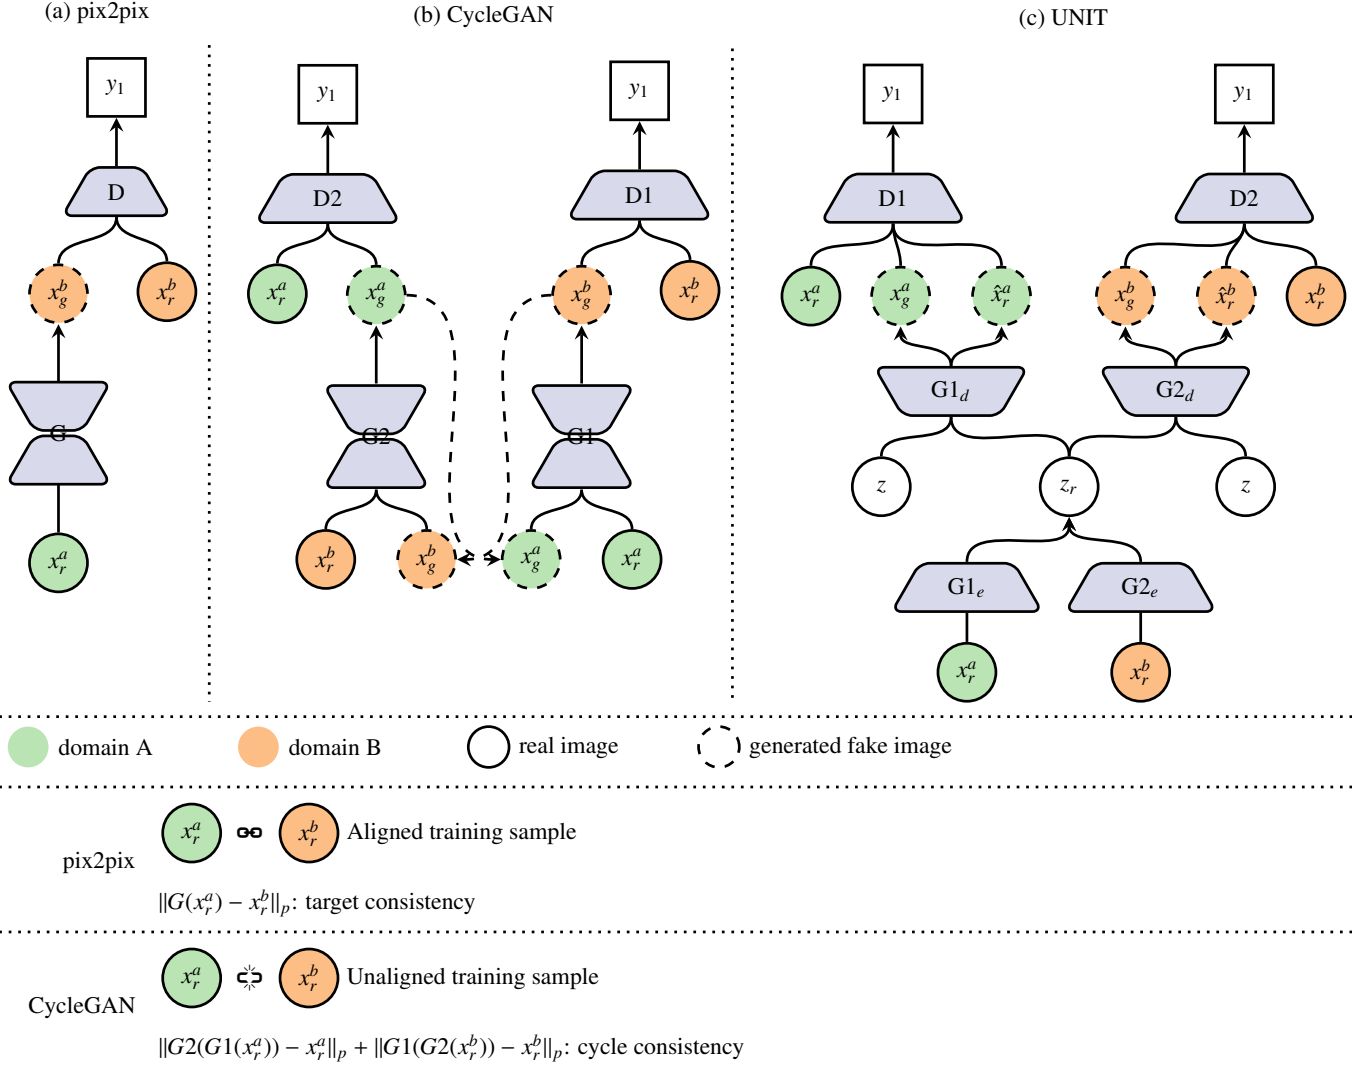 (a) pix2pix (b) CycleGAN (c) UNIT
y₁ y₁ y₁ y₁ y₁
D D2 D1 D1 D2
x_g^b x_r^b x_r^a x_g^a x_g^b x_r^b x_r^a x_g^a x̂_r^a x_g^b x̂_r^b x_r^b
G G2 G1 G1_d G2_d
z z_r z
x_r^a x_r^b x_g^b x_g^a x_r^a G1_e G2_e
x_r^a x_r^b
domain A domain B real image generated fake image
x_r^a x_r^b Aligned training sample
pix2pix
||G(x_r^a) − x_r^b||_p: target consistency
x_r^a x_r^b Unaligned training sample
CycleGAN
||G2(G1(x_r^a)) − x_r^a||_p + ||G1(G2(x_r^b)) − x_r^b||_p: cycle consistency